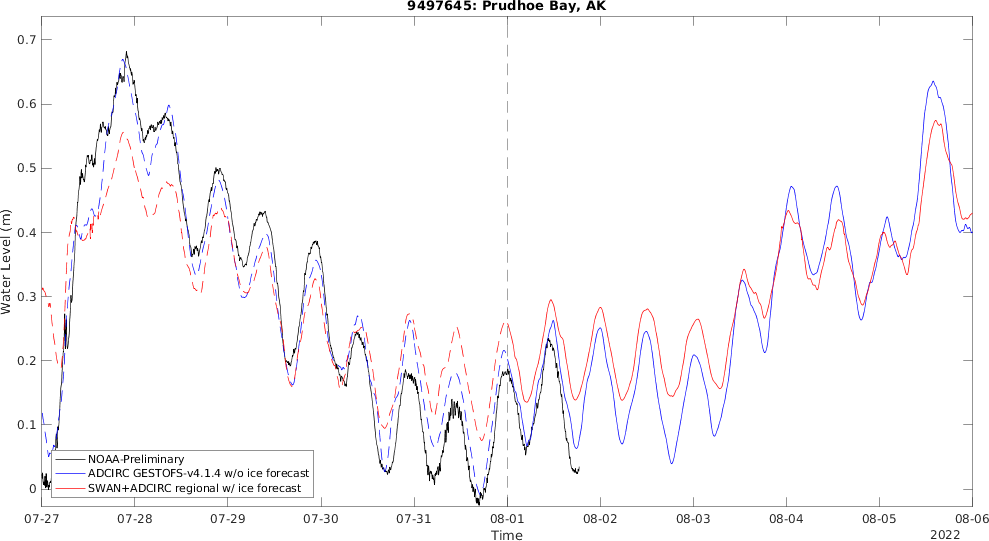 9497645: Prudhoe Bay, AK
0.7
0.6
0.5
0.4
0.3
0.2
0.1
0
Water Level (m)
NOAA-Preliminary
ADCIRC GESTOFS-v4.1.4 w/o ice forecast
SWAN+ADCIRC regional w/ ice forecast
07-27 07-28 07-29 07-30 07-31 08-01 08-02 08-03 08-04 08-05 08-06
Time
2022